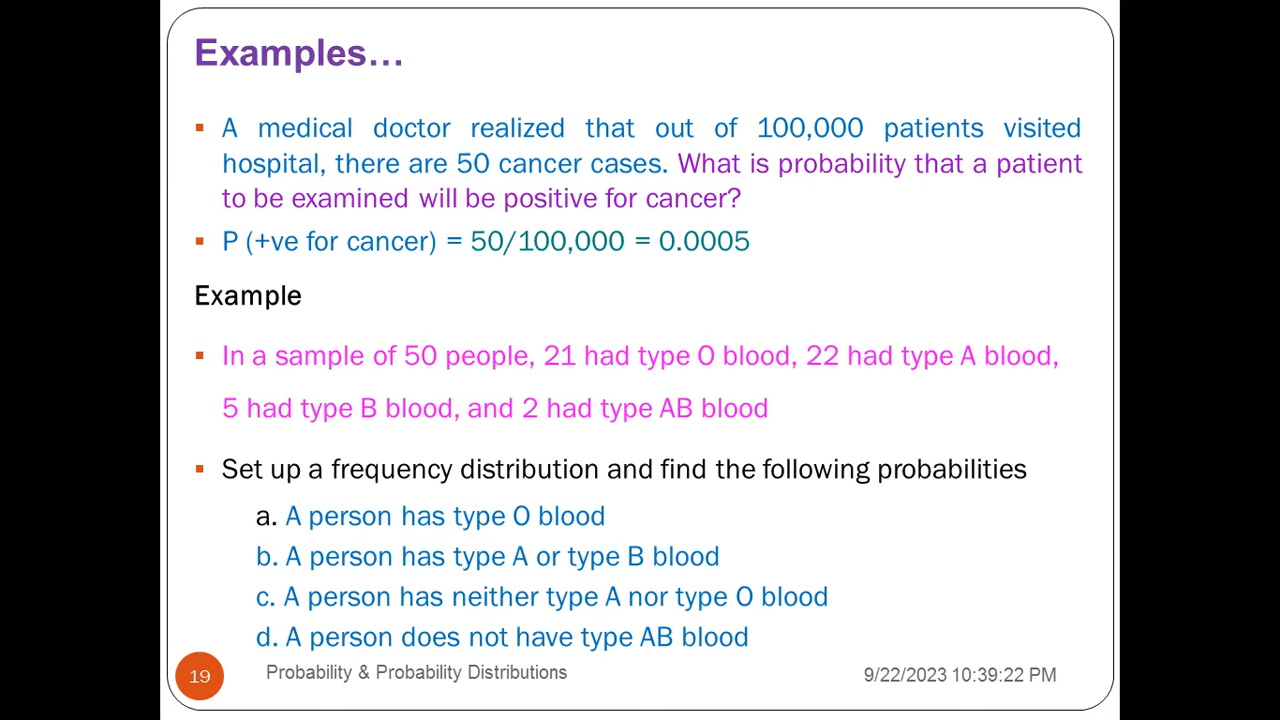 Examples…
▪ A medical doctor realized that out of 100,000 patients visited
hospital, there are 50 cancer cases. What is probability that a patient
to be examined will be positive for cancer?
▪ P (+ve for cancer) = 50/100,000 = 0.0005
Example
▪ In a sample of 50 people, 21 had type O blood, 22 had type A blood,
5 had type B blood, and 2 had type AB blood
▪ Set up a frequency distribution and find the following probabilities
a. A person has type O blood
b. A person has type A or type B blood
c. A person has neither type A nor type O blood
d. A person does not have type AB blood
19 Probability & Probability Distributions 9/22/2023 10:39:22 PM